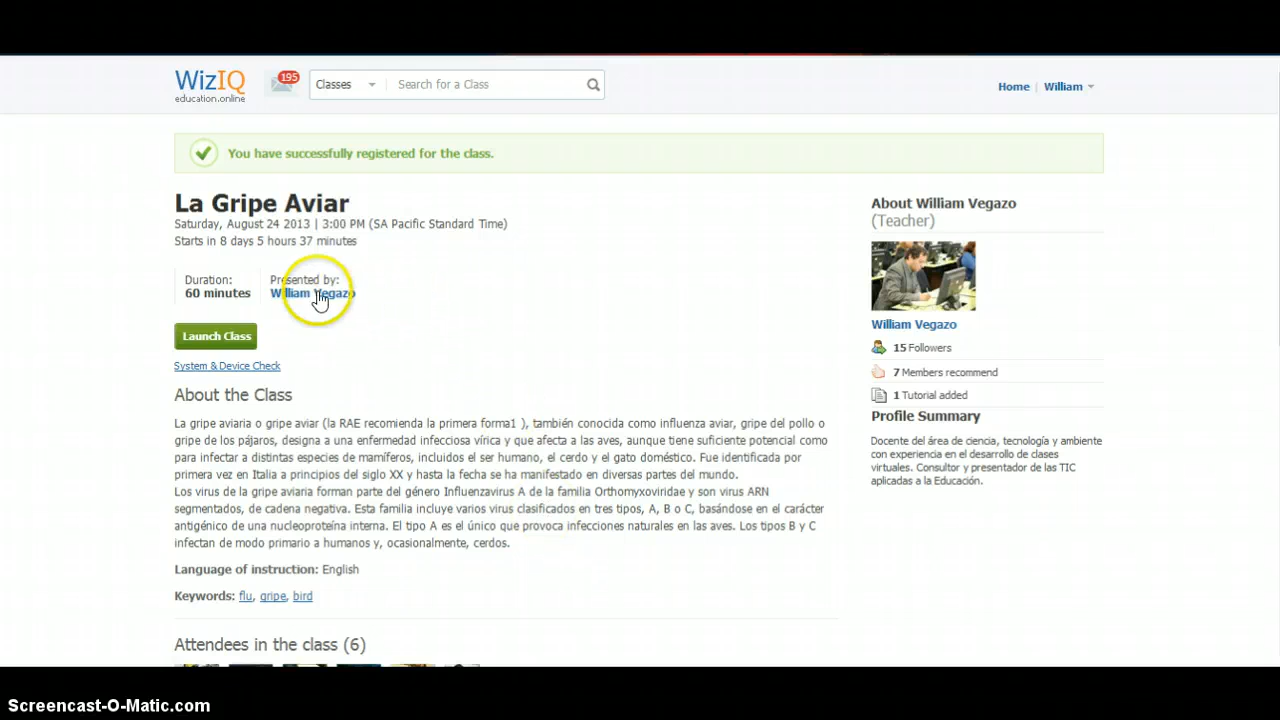 WizIQ
education.online
195
Classes
Search for a Class
Home | William
You have successfully registered for the class.
La Gripe Aviar
Saturday, August 24 2013 | 3:00 PM (SA Pacific Standard Time)
Starts in 8 days 5 hours 37 minutes
Duration:
60 minutes
Presented by:
William Vegazo
Launch Class
System & Device Check
About the Class
La gripe aviaria o gripe aviar (la RAE recomienda la primera forma1 ), también conocida como influenza aviar, gripe del pollo o
gripe de los pájaros, designa a una enfermedad infecciosa vírica y que afecta a las aves, aunque tiene suficiente potencial como
para infectar a distintas especies de mamíferos, incluidos el ser humano, el cerdo y el gato doméstico. Fue identificada por
primera vez en Italia a principios del siglo XX y hasta la fecha se ha manifestado en diversas partes del mundo.
Los virus de la gripe aviaria forman parte del género Influenzavirus A de la familia Orthomyxoviridae y son virus ARN
segmentados, de cadena negativa. Esta familia incluye varios virus clasificados en tres tipos, A, B o C, basándose en el carácter
antigénico de una nucleoproteína interna. El tipo A es el único que provoca infecciones naturales en las aves. Los tipos B y C
infectan de modo primario a humanos y, ocasionalmente, cerdos.
Language of instruction: English
Keywords: flu, gripe, bird
Attendees in the class (6)
About William Vegazo
(Teacher)
William Vegazo
15 Followers
7 Members recommend
1 Tutorial added
Profile Summary
Docente del área de ciencia, tecnología y ambiente
con experiencia en el desarrollo de clases
virtuales. Consultor y presentador de las TIC
aplicadas a la Educación.
Screencast-O-Matic.com